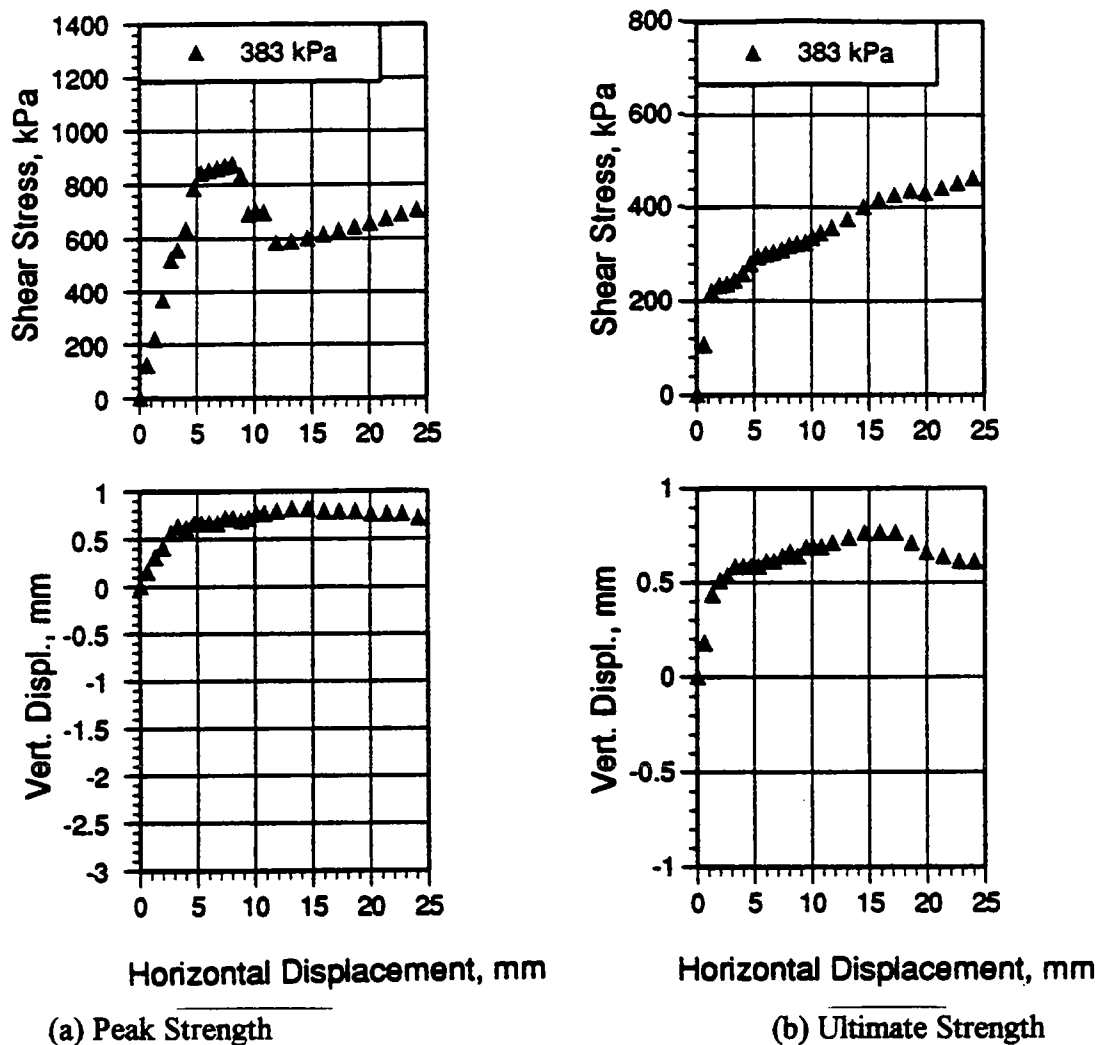 1400
1200
1000
800
600
400
200
0
Shear Stress, kPa
383 kPa
0 5 10 15 20 25
800
600
400
200
0
Shear Stress, kPa
383 kPa
0 5 10 15 20 25
1
0.5
0
-0.5
-1
-1.5
-2
-2.5
-3
Vert. Displ., mm
0 5 10 15 20 25
Horizontal Displacement, mm
(a) Peak Strength
1
0.5
0
-0.5
-1
Vert. Displ., mm
0 5 10 15 20 25
Horizontal Displacement, mm
(b) Ultimate Strength